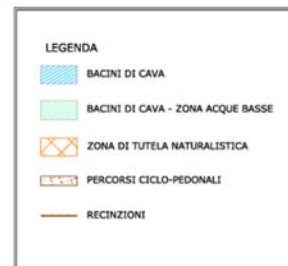 LEGENDA
BACINI DI CAVA
BACINI DI CAVA - ZONA ACQUE BASSE
ZONA DI TUTELA NATURALISTICA
PERCORSI CICLO-PEDONALI
RECINZIONI